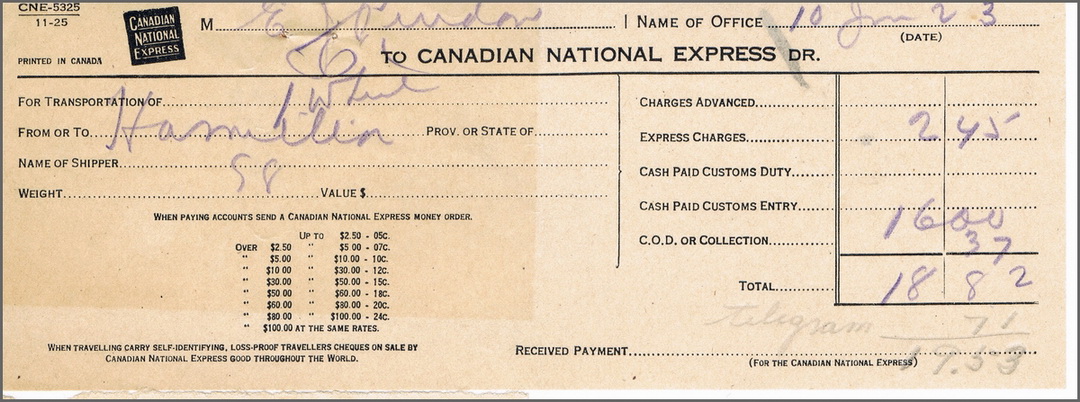 CNE-5325
11-25
CANADIAN
NATIONAL
EXPRESS
PRINTED IN CANADA
M
NAME OF OFFICE 10 Jan 23
(DATE)
TO CANADIAN NATIONAL EXPRESS DR.
FOR TRANSPORTATION OF 1
FROM OR TO Hamilton PROV. OR STATE OF
NAME OF SHIPPER
WEIGHT 98 VALUE $
WHEN PAYING ACCOUNTS SEND A CANADIAN NATIONAL EXPRESS MONEY ORDER.
UP TO $2.50 - 05C.
OVER $2.50 " $5.00 - 07C.
" $5.00 " $10.00 - 10C.
" $10.00 " $30.00 - 12C.
" $30.00 " $50.00 - 15C.
" $50.00 " $60.00 - 18C.
" $60.00 " $80.00 - 20C.
" $80.00 " $100.00 - 24C.
" $100.00 AT THE SAME RATES.
WHEN TRAVELLING CARRY SELF-IDENTIFYING, LOSS-PROOF TRAVELLERS CHEQUES ON SALE BY
CANADIAN NATIONAL EXPRESS GOOD THROUGHOUT THE WORLD.
CHARGES ADVANCED
EXPRESS CHARGES 2 45
CASH PAID CUSTOMS DUTY
CASH PAID CUSTOMS ENTRY
C.O.D. OR COLLECTION 16 00
37
TOTAL 18 82
telegram 71
19.53
RECEIVED PAYMENT
(FOR THE CANADIAN NATIONAL EXPRESS)